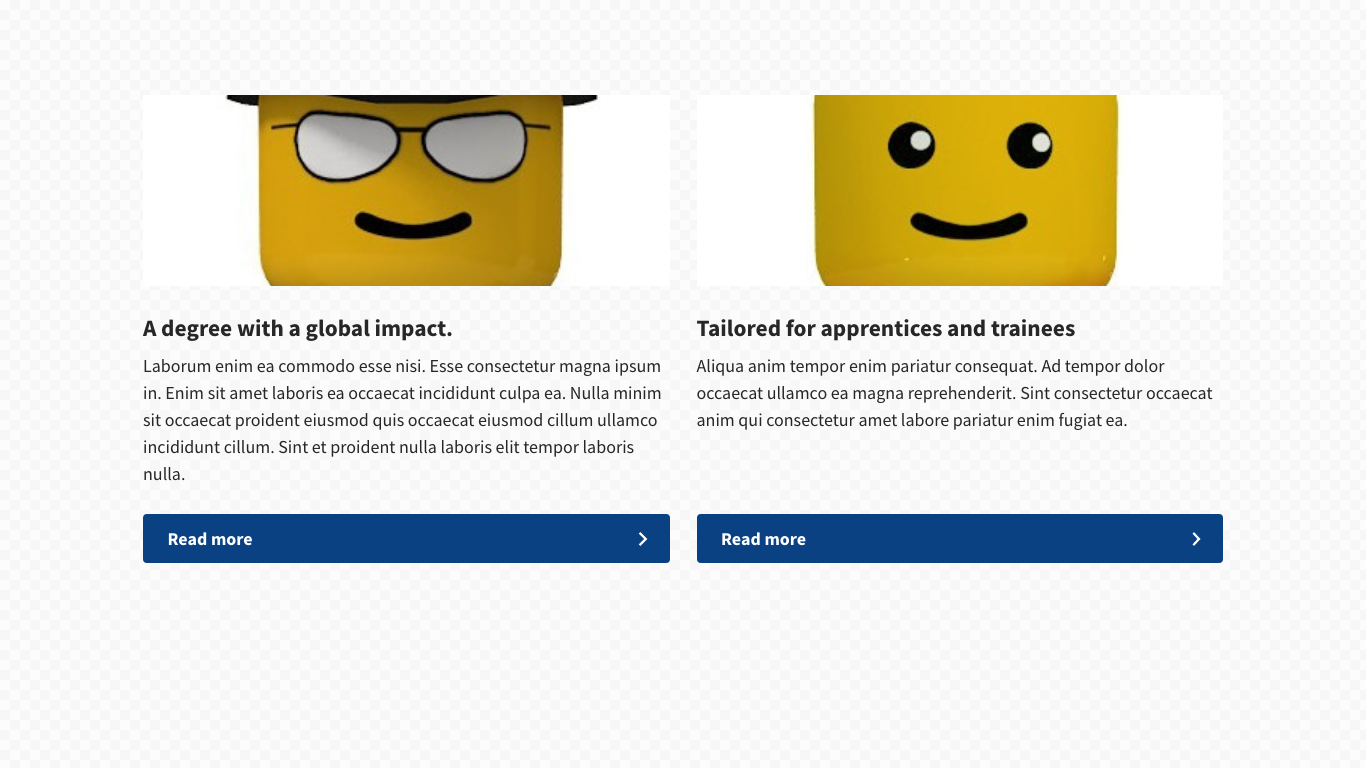 A degree with a global impact.
Laborum enim ea commodo esse nisi. Esse consectetur magna ipsum
in. Enim sit amet laboris ea occaecat incididunt culpa ea. Nulla minim
sit occaecat proident eiusmod quis occaecat eiusmod cillum ullamco
incididunt cillum. Sint et proident nulla laboris elit tempor laboris
nulla.
Read more
Tailored for apprentices and trainees
Aliqua anim tempor enim pariatur consequat. Ad tempor dolor
occaecat ullamco ea magna reprehenderit. Sint consectetur occaecat
anim qui consectetur amet labore pariatur enim fugiat ea.
Read more